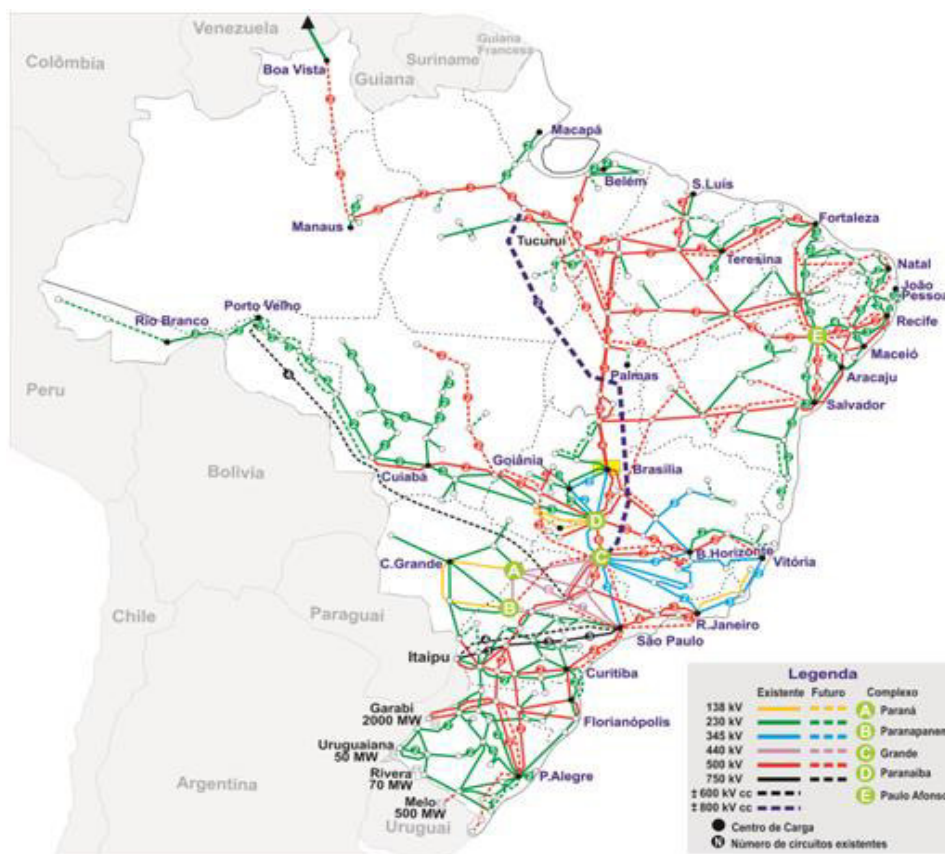 Venezuela
Guiana
Francesa
Suriname
Colômbia
Guiana
Boa Vista
Macapá
Belém
S.Luís
Manaus
Fortaleza
Tucuruí
Teresina
Natal
João
Pessoa
Porto Velho
Rio Branco
Recife
E
Maceió
Palmas
Aracaju
Peru
Salvador
Goiânia
Brasília
Bolivia
Cuiabá
D
B.Horizonte
C
Vitória
C.Grande
A
Chile
Paraguai
B
R.Janeiro
São Paulo
Itaipu
Curitiba
Garabi
2000 MW
Florianópolis
Uruguaiana
50 MW
Rivera
70 MW
P.Alegre
Argentina
Melo
500 MW
Uruguai
Legenda
Existente Futuro Complexo
138 kV A Paraná
230 kV
345 kV B Paranapanem
440 kV C Grande
500 kV D Paranaíba
750 kV
±600 kV cc E Paulo Afonso
±800 kV cc
Centro de Carga
N Número de circuitos existentes